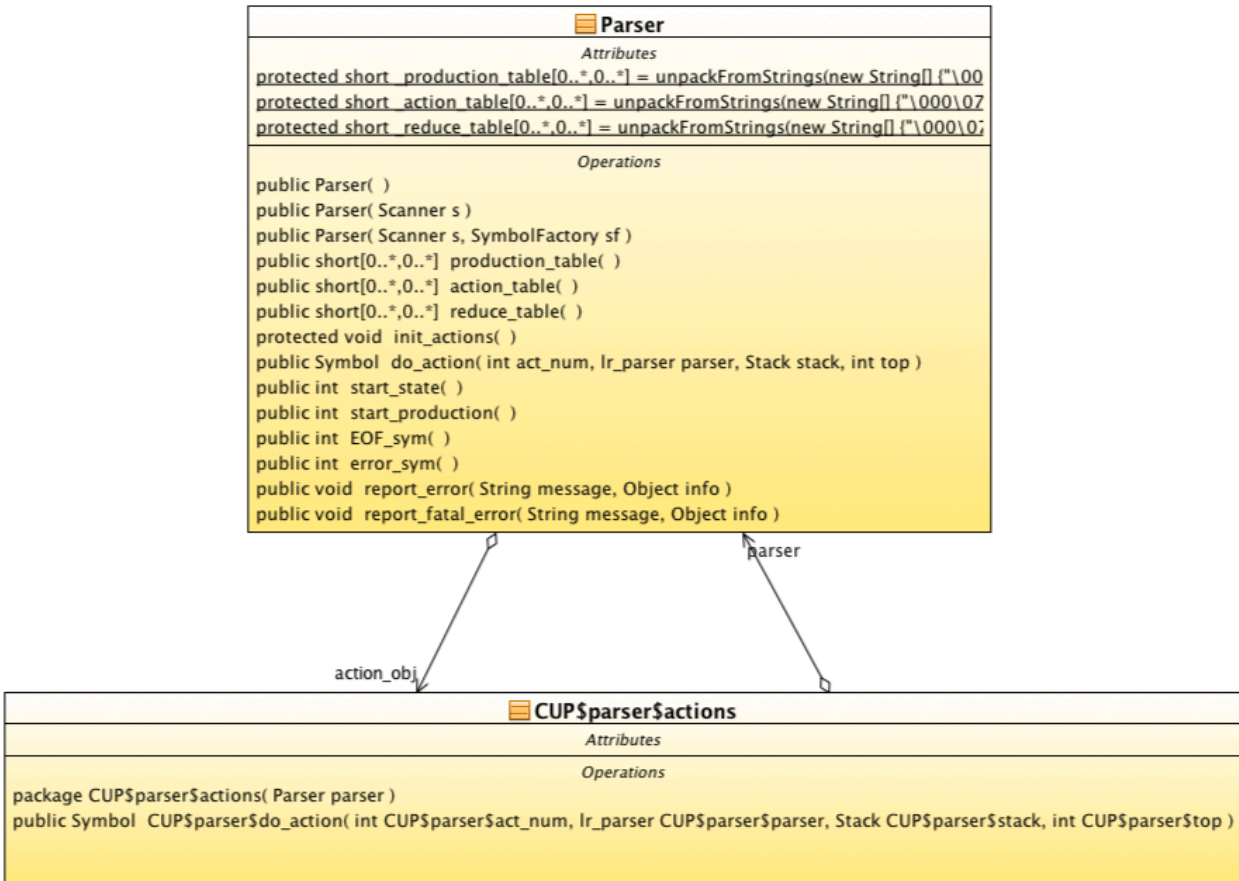 Parser
Attributes
protected short _production_table[0..*,0..*] = unpackFromStrings(new String[] {"\00
protected short _action_table[0..*,0..*] = unpackFromStrings(new String[] {"\000\07
protected short _reduce_table[0..*,0..*] = unpackFromStrings(new String[] {"\000\07
Operations
public Parser( )
public Parser( Scanner s )
public Parser( Scanner s, SymbolFactory sf )
public short[0..*,0..*] production_table( )
public short[0..*,0..*] action_table( )
public short[0..*,0..*] reduce_table( )
protected void init_actions( )
public Symbol do_action( int act_num, lr_parser parser, Stack stack, int top )
public int start_state( )
public int start_production( )
public int EOF_sym( )
public int error_sym( )
public void report_error( String message, Object info )
public void report_fatal_error( String message, Object info )
parser
action_obj
CUP$parser$actions
Attributes
Operations
package CUP$parser$actions( Parser parser )
public Symbol CUP$parser$do_action( int CUP$parser$act_num, lr_parser CUP$parser$parser, Stack CUP$parser$stack, int CUP$parser$top )